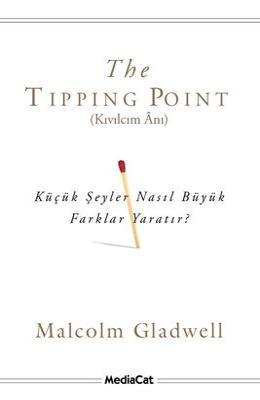 The
TIPPING POINT
(Kıvılcım Ânı)
Küçük Şeyler Nasıl Büyük
Farklar Yaratır?
Malcolm Gladwell
MediaCat